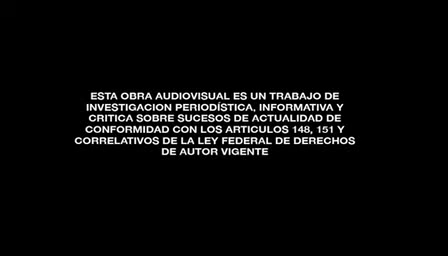 ESTA OBRA AUDIOVISUAL ES UN TRABAJO DE
INVESTIGACION PERIODÍSTICA, INFORMATIVA Y
CRITICA SOBRE SUCESOS DE ACTUALIDAD DE
CONFORMIDAD CON LOS ARTICULOS 148, 151 Y
CORRELATIVOS DE LA LEY FEDERAL DE DERECHOS
DE AUTOR VIGENTE